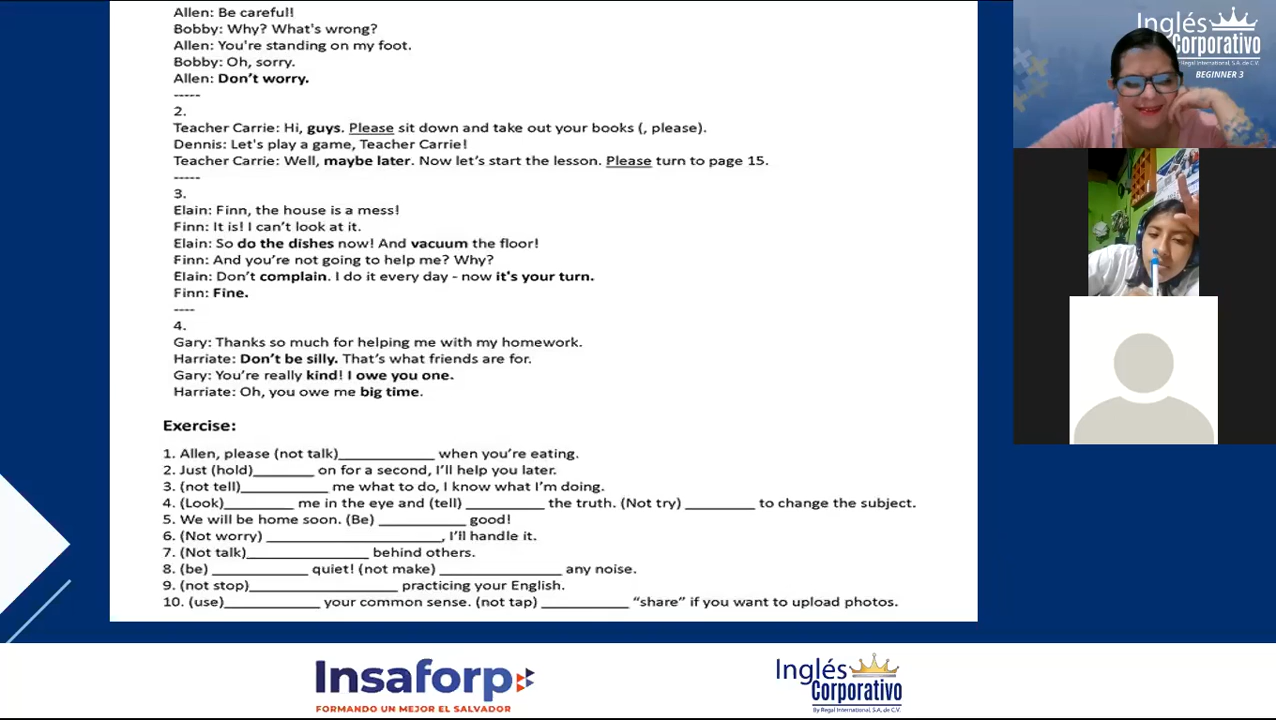 Allen: Be careful!
Bobby: Why? What's wrong?
Allen: You're standing on my foot.
Bobby: Oh, sorry.
Allen: Don't worry.
-----
2.
Teacher Carrie: Hi, guys. Please sit down and take out your books (, please).
Dennis: Let's play a game, Teacher Carrie!
Teacher Carrie: Well, maybe later. Now let's start the lesson. Please turn to page 15.
-----
3.
Elain: Finn, the house is a mess!
Finn: It is! I can't look at it.
Elain: So do the dishes now! And vacuum the floor!
Finn: And you're not going to help me? Why?
Elain: Don't complain. I do it every day - now it's your turn.
Finn: Fine.
----
4.
Gary: Thanks so much for helping me with my homework.
Harriate: Don't be silly. That's what friends are for.
Gary: You're really kind! I owe you one.
Harriate: Oh, you owe me big time.
Exercise:
1. Allen, please (not talk)____________ when you're eating.
2. Just (hold)________ on for a second, I'll help you later.
3. (not tell)___________ me what to do, I know what I'm doing.
4. (Look)_________ me in the eye and (tell) __________ the truth. (Not try) _________ to change the subject.
5. We will be home soon. (Be) ___________ good!
6. (Not worry) ______________________, I'll handle it.
7. (Not talk)________________ behind others.
8. (be) ____________ quiet! (not make) ________________ any noise.
9. (not stop)___________________ practicing your English.
10. (use)____________ your common sense. (not tap) ___________ "share" if you want to upload photos.
Inglés
Corporativo
By Regal International, S.A. de C.V.
BEGINNER 3
Insaforp
FORMANDO UN MEJOR EL SALVADOR
Inglés
Corporativo
By Regal International, S.A. de C.V.